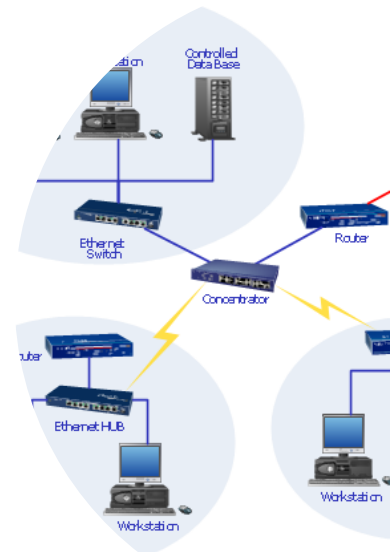 Controlled
Data Base
Ethernet
Switch
Router
Concentrator
Ethernet HUB
Workstation
Workstation